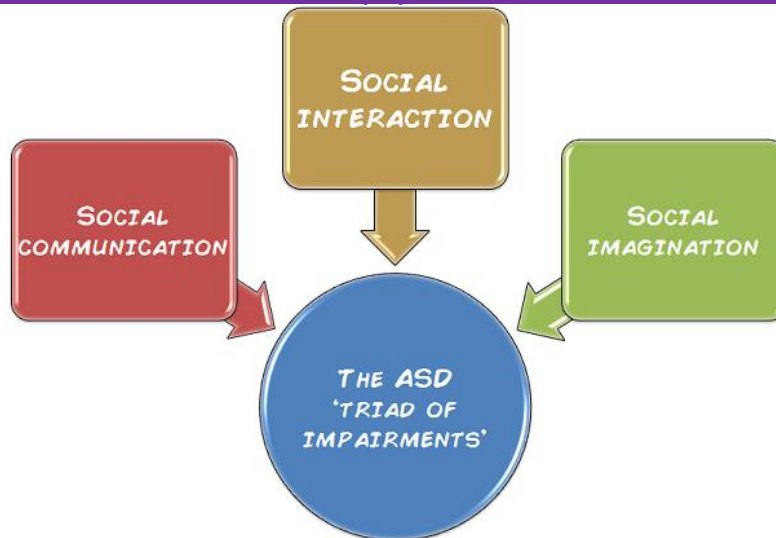 SOCIAL
INTERACTION
SOCIAL
COMMUNICATION
SOCIAL
IMAGINATION
THE ASD
‘TRIAD OF
IMPAIRMENTS’